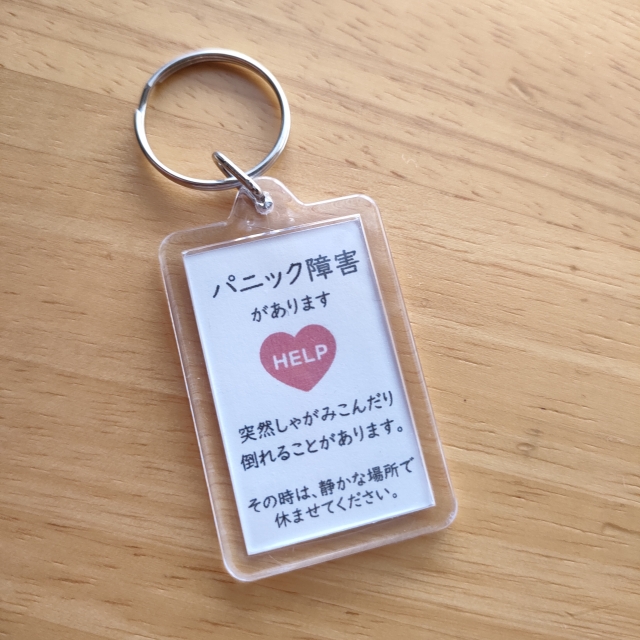 パニック障害
があります
HELP
突然しゃがみこんだり
倒れることがあります。
その時は、静かな場所で
休ませてください。